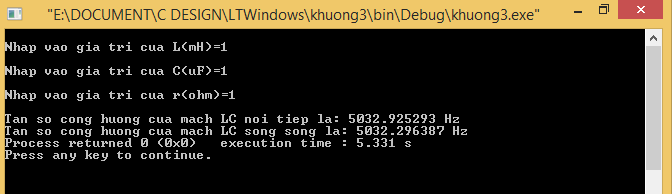 "E:\DOCUMENT\C DESIGN\LTWindows\khuong3\bin\Debug\khuong3.exe"
Nhap vao gia tri cua L(mH)=1
Nhap vao gia tri cua C(uF)=1
Nhap vao gia tri cua r(ohm)=1
Tan so cong huong cua mach LC noi tiep la: 5032.925293 Hz
Tan so cong huong cua mach LC song song la: 5032.296387 Hz
Process returned 0 (0x0)   execution time : 5.331 s
Press any key to continue.